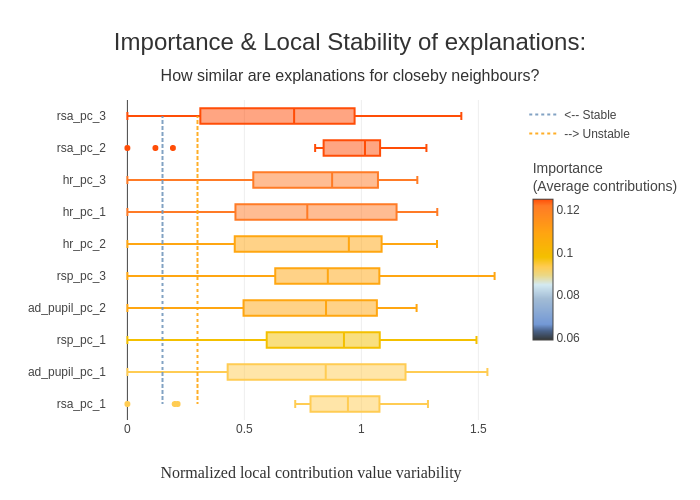 Importance & Local Stability of explanations:
How similar are explanations for closeby neighbours?
rsa_pc_3
rsa_pc_2
hr_pc_3
hr_pc_1
hr_pc_2
rsp_pc_3
ad_pupil_pc_2
rsp_pc_1
ad_pupil_pc_1
rsa_pc_1
0 0.5 1 1.5
Normalized local contribution value variability
<-- Stable
--> Unstable
Importance
(Average contributions)
0.12
0.1
0.08
0.06